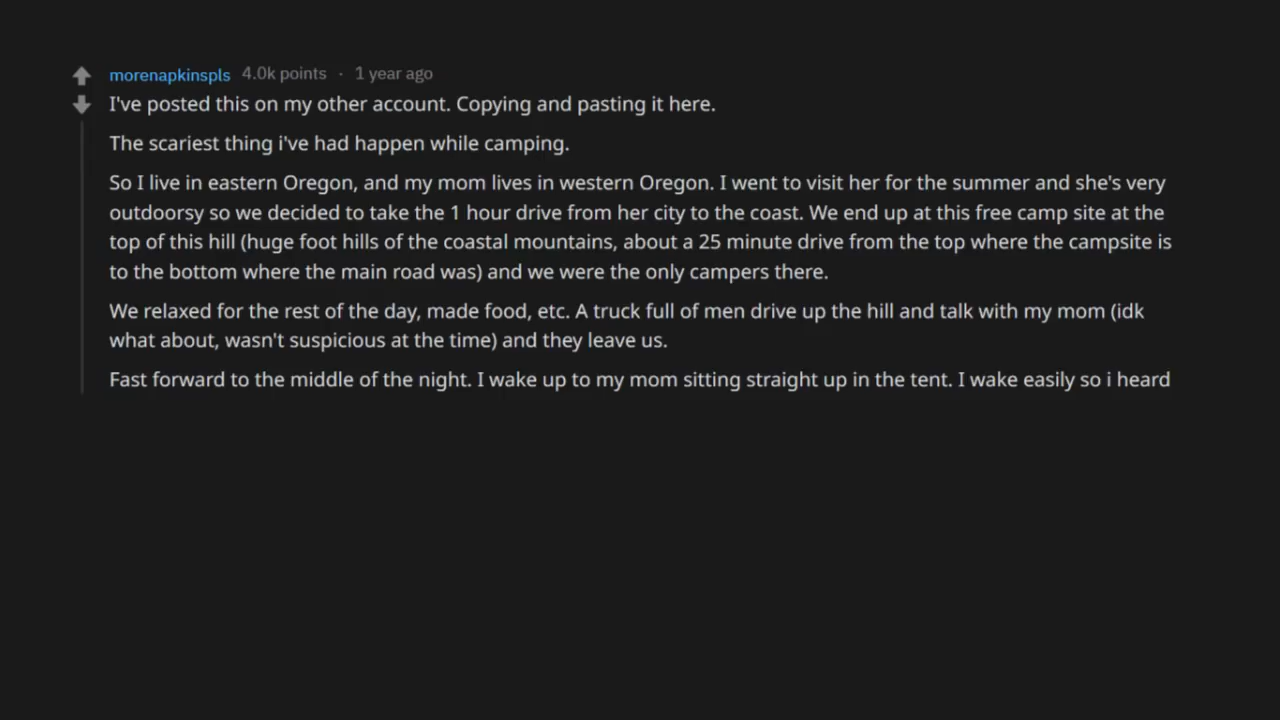 morenapkinspls 4.0k points · 1 year ago
I've posted this on my other account. Copying and pasting it here.
The scariest thing i've had happen while camping.
So I live in eastern Oregon, and my mom lives in western Oregon. I went to visit her for the summer and she's very
outdoorsy so we decided to take the 1 hour drive from her city to the coast. We end up at this free camp site at the
top of this hill (huge foot hills of the coastal mountains, about a 25 minute drive from the top where the campsite is
to the bottom where the main road was) and we were the only campers there.
We relaxed for the rest of the day, made food, etc. A truck full of men drive up the hill and talk with my mom (idk
what about, wasn't suspicious at the time) and they leave us.
Fast forward to the middle of the night. I wake up to my mom sitting straight up in the tent. I wake easily so i heard